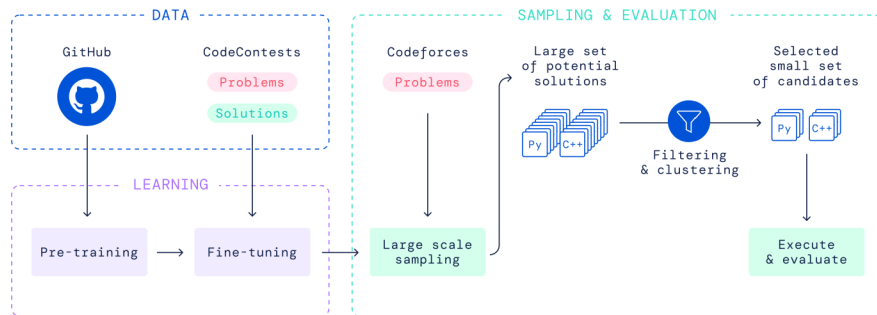 DATA
SAMPLING & EVALUATION
GitHub
CodeContests
Problems
Solutions
Codeforces
Problems
Large set
of potential
solutions
Py
C++
Filtering
& clustering
Selected
small set
of candidates
Py
C++
LEARNING
Pre-training
Fine-tuning
Large scale
sampling
Execute
& evaluate